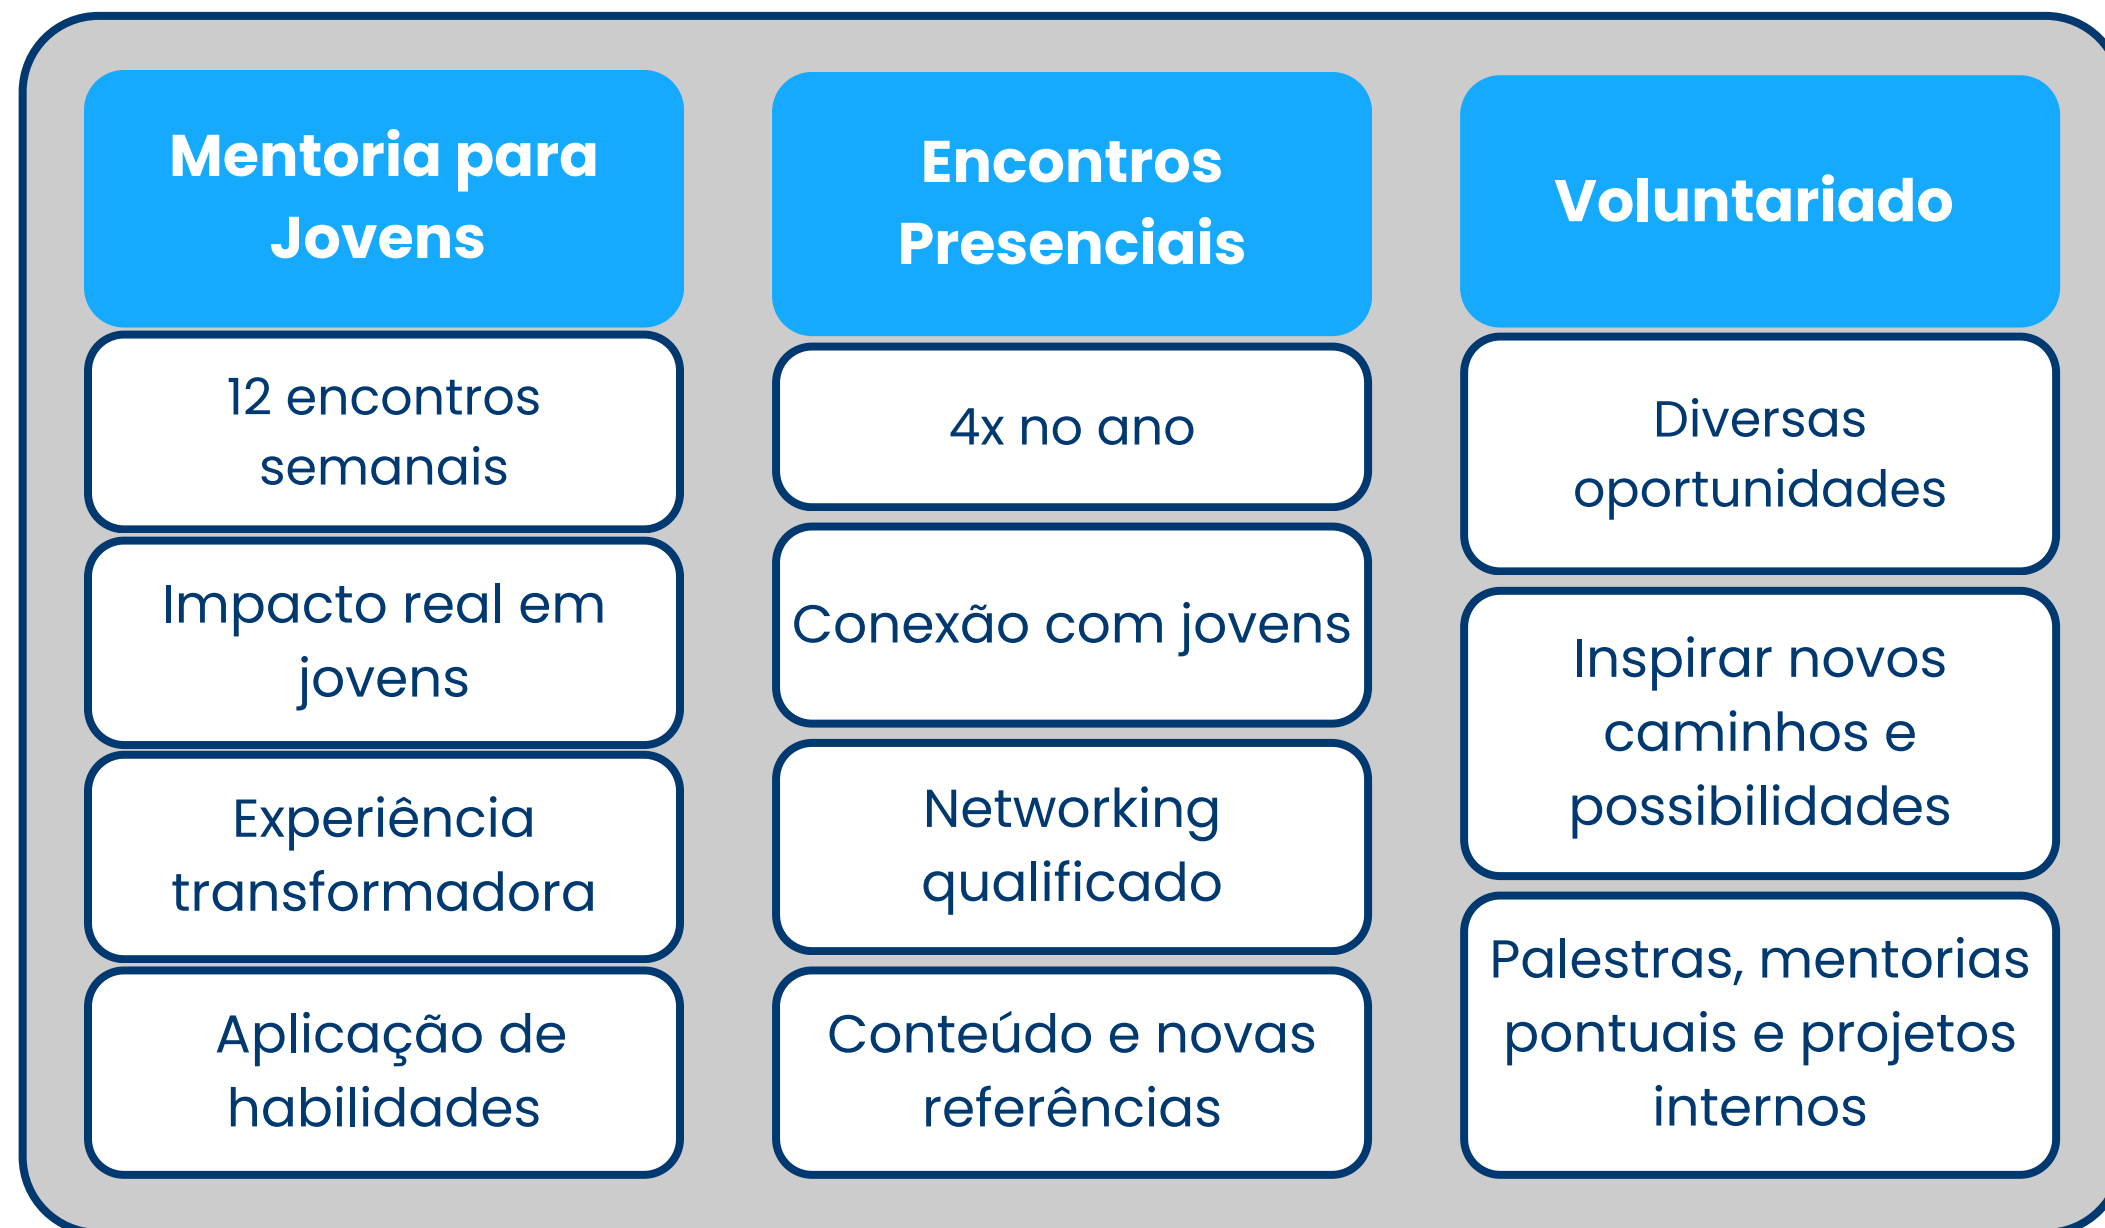 Mentoria para
Jovens
12 encontros
semanais
Impacto real em
jovens
Experiência
transformadora
Aplicação de
habilidades
Encontros
Presenciais
4x no ano
Conexão com jovens
Networking
qualificado
Conteúdo e novas
referências
Voluntariado
Diversas
oportunidades
Inspirar novos
caminhos e
possibilidades
Palestras, mentorias
pontuais e projetos
internos